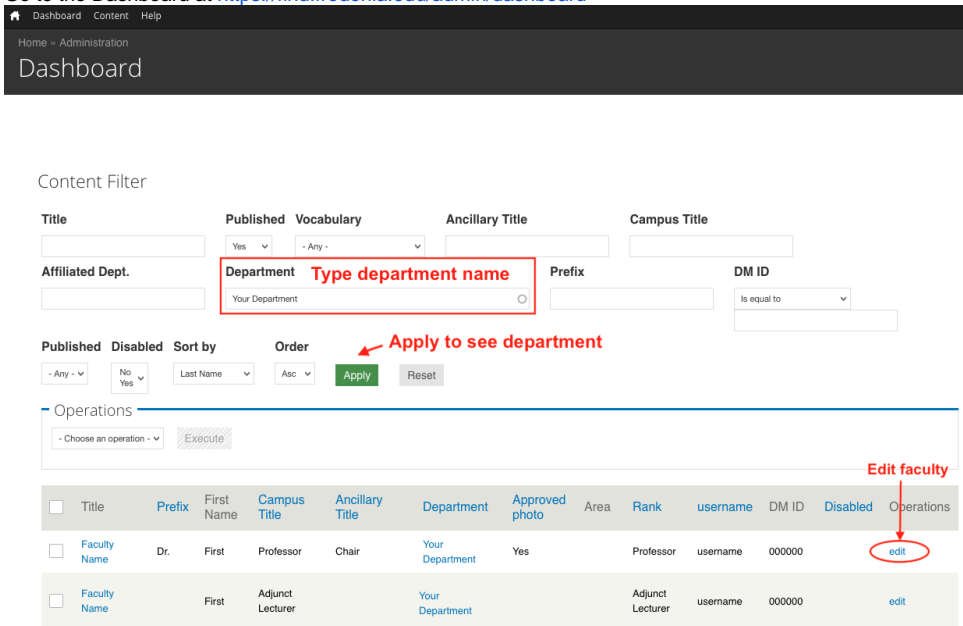 Go to the Dashboard at
Dashboard Content Help
Home » Administration
Dashboard
Content Filter
Title Published Vocabulary Ancillary Title Campus Title
Yes - Any -
Affiliated Dept. Department Type department name Prefix DM ID
Your Department Is equal to
Apply to see department
Published Disabled Sort by Order
- Any - No Yes Last Name Asc Apply Reset
Operations
- Choose an operation - Execute
Edit faculty
Title Prefix First Name Campus Title Ancillary Title Department Approved photo Area Rank username DM ID Disabled Operations
Faculty Name Dr. First Professor Chair Your Department Yes Professor username 000000 edit
Faculty Name First Adjunct Lecturer Your Department Adjunct Lecturer username 000000 edit